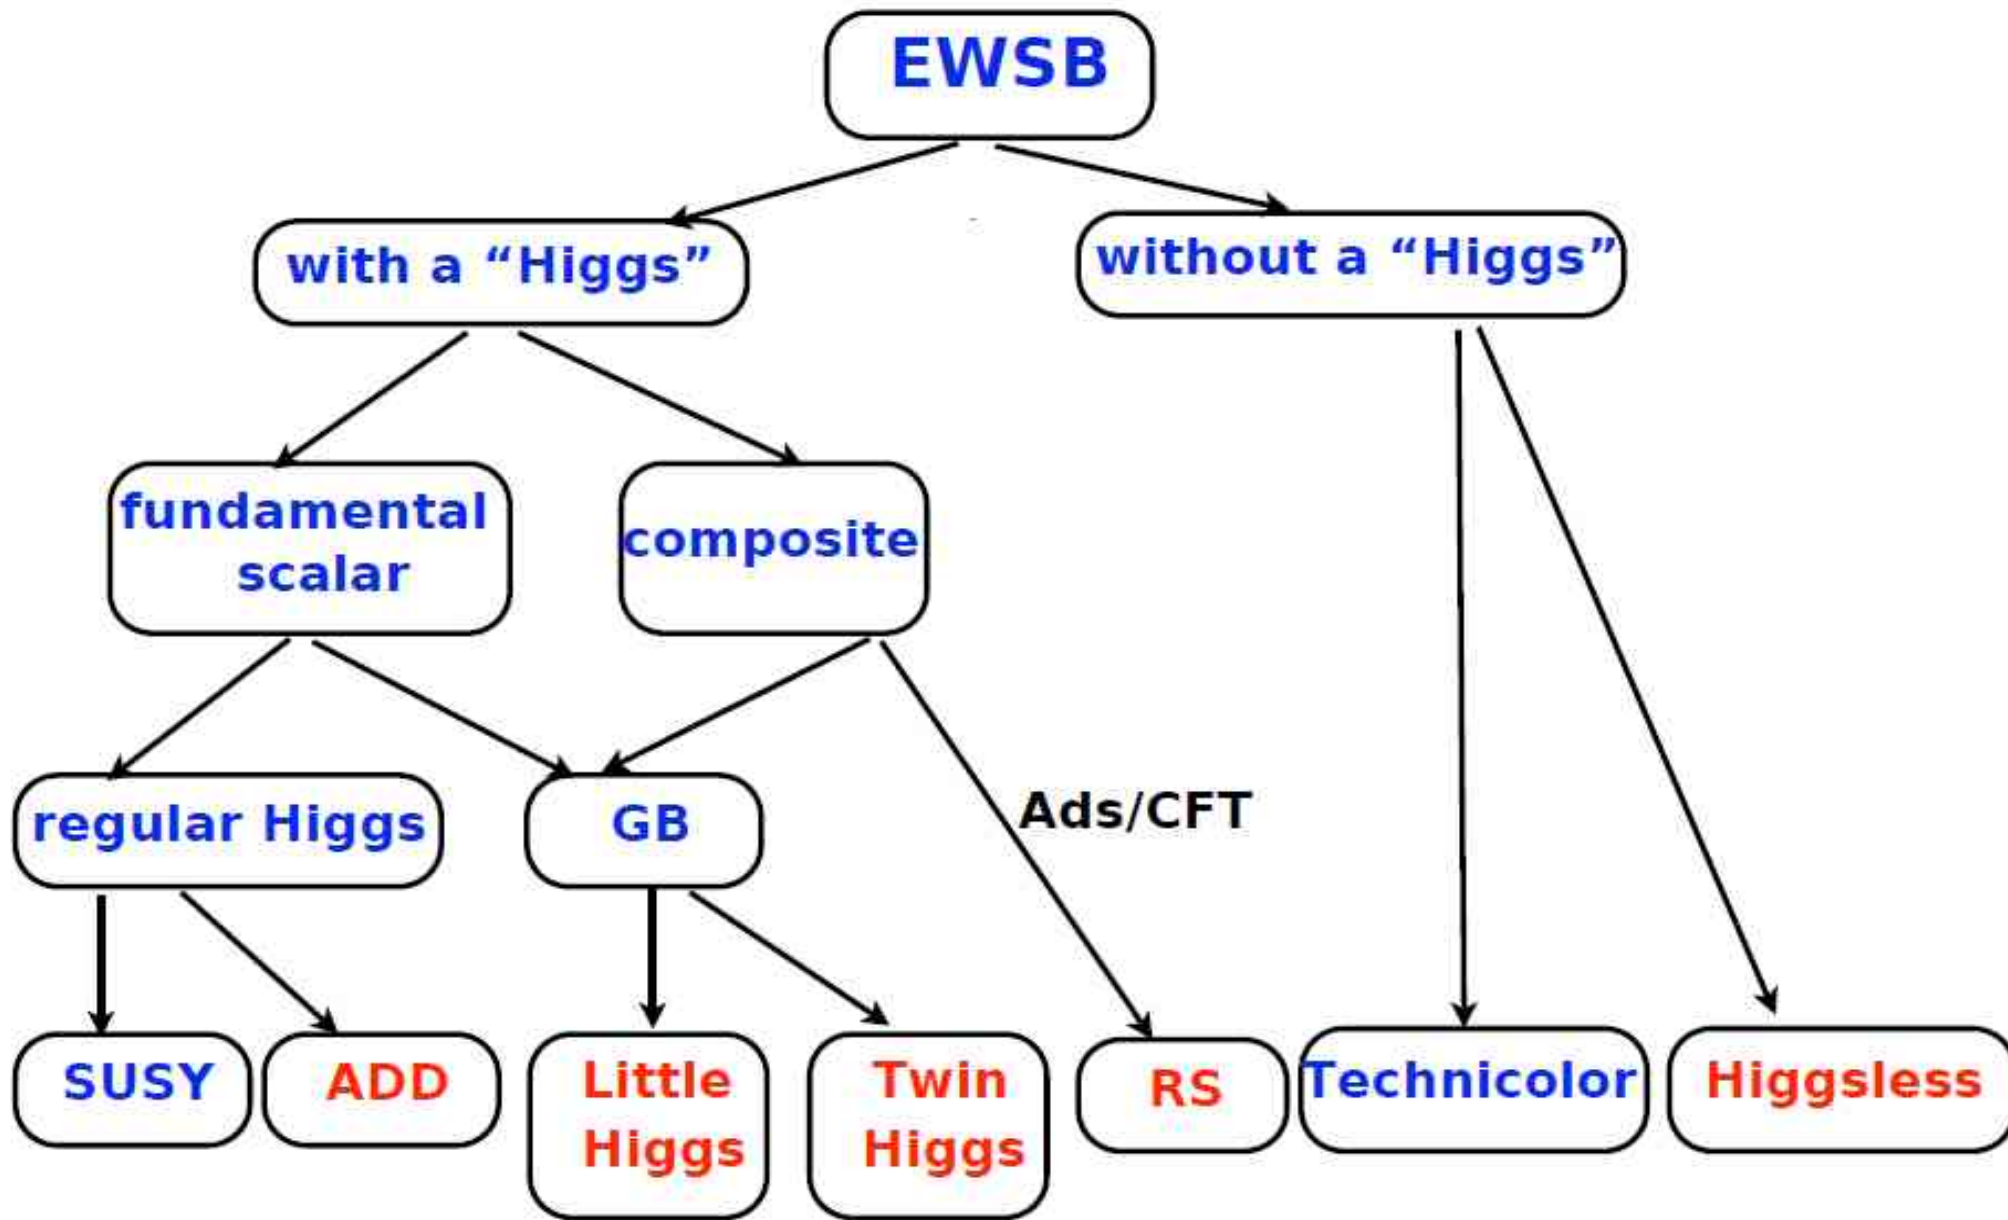 EWSB
with a “Higgs”
without a “Higgs”
fundamental
scalar
composite
regular Higgs
GB
Ads/CFT
SUSY
ADD
Little
Higgs
Twin
Higgs
RS
Technicolor
Higgsless